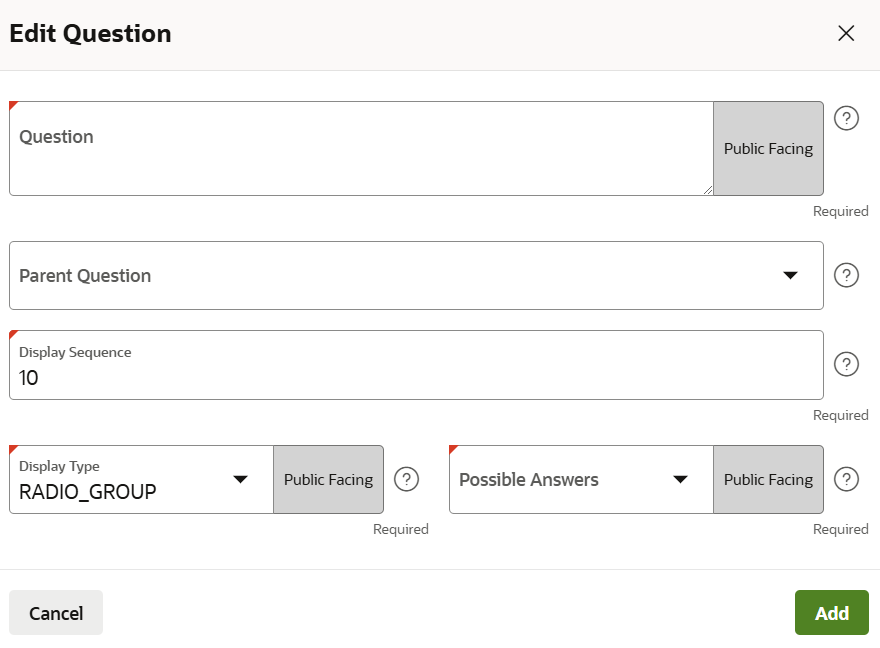 Edit Question
Question
Public Facing
Required
Parent Question
Display Sequence
10
Required
Display Type
RADIO_GROUP
Public Facing
Required
Possible Answers
Public Facing
Required
Cancel
Add